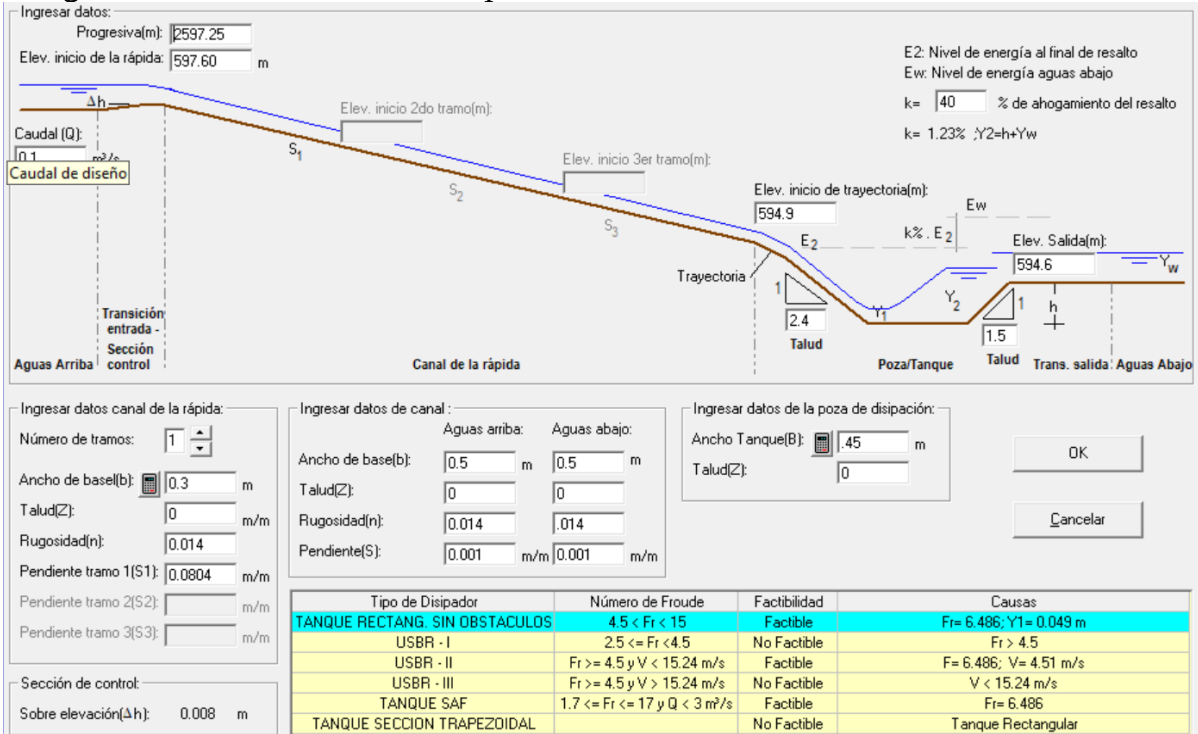 Ingresar datos:
Progresiva(m): 2597.25
Elev. inicio de la rápida: 597.60 m
E2: Nivel de energía al final de resalto
Ew: Nivel de energía aguas abajo
k= 40 % de ahogamiento del resalto
k= 1.23% ;Y2=h+Yw
Δh
Elev. inicio 2do tramo(m):
Caudal (Q):
0.1 m³/s
Caudal de diseño
S1
Elev. inicio 3er tramo(m):
S2
S3
Elev. inicio de trayectoria(m):
594.9
Ew
E2
k% . E2
Elev. Salida(m):
594.6
Yw
Trayectoria
1
2.4
Talud
Y1
Y2
1
1.5
Talud
h
Transición
entrada -
Sección
control
Aguas Arriba
Canal de la rápida
Poza/Tanque
Trans. salida
Aguas Abajo
Ingresar datos canal de la rápida:
Número de tramos: 1
Ancho de basel(b): 0.3 m
Talud(Z): 0 m/m
Rugosidad(n): 0.014
Pendiente tramo 1(S1): 0.0804 m/m
Pendiente tramo 2(S2): m/m
Pendiente tramo 3(S3): m/m
Sección de control:
Sobre elevación(Δh): 0.008 m
Ingresar datos de canal :
Aguas arriba: Aguas abajo:
Ancho de base(b): 0.5 m 0.5 m
Talud(Z): 0 0
Rugosidad(n): 0.014 .014
Pendiente(S): 0.001 m/m 0.001 m/m
Ingresar datos de la poza de disipación:
Ancho Tanque(B): .45 m
Talud(Z): 0
OK
Cancelar
Tipo de Disipador Número de Froude Factibilidad Causas
TANQUE RECTANG. SIN OBSTACULOS 4.5 < Fr < 15 Factible Fr= 6.486; Y1= 0.049 m
USBR - I 2.5 <= Fr <4.5 No Factible Fr > 4.5
USBR - II Fr >= 4.5 y V < 15.24 m/s Factible F= 6.486; V= 4.51 m/s
USBR - III Fr >= 4.5 y V > 15.24 m/s No Factible V < 15.24 m/s
TANQUE SAF 1.7 <= Fr <= 17 y Q < 3 m³/s Factible Fr= 6.486
TANQUE SECCION TRAPEZOIDAL No Factible Tanque Rectangular